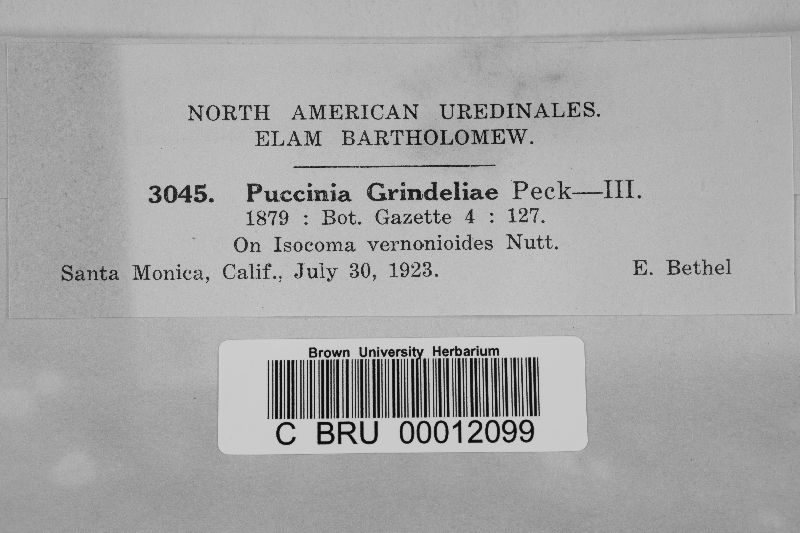 NORTH AMERICAN UREDINALES.
ELAM BARTHOLOMEW.
3045. Puccinia Grindeliae Peck—III.
1879 : Bot. Gazette 4 : 127.
On Isocoma vernonioides Nutt.
Santa Monica, Calif., July 30, 1923. E. Bethel
Brown University Herbarium
C BRU 00012099